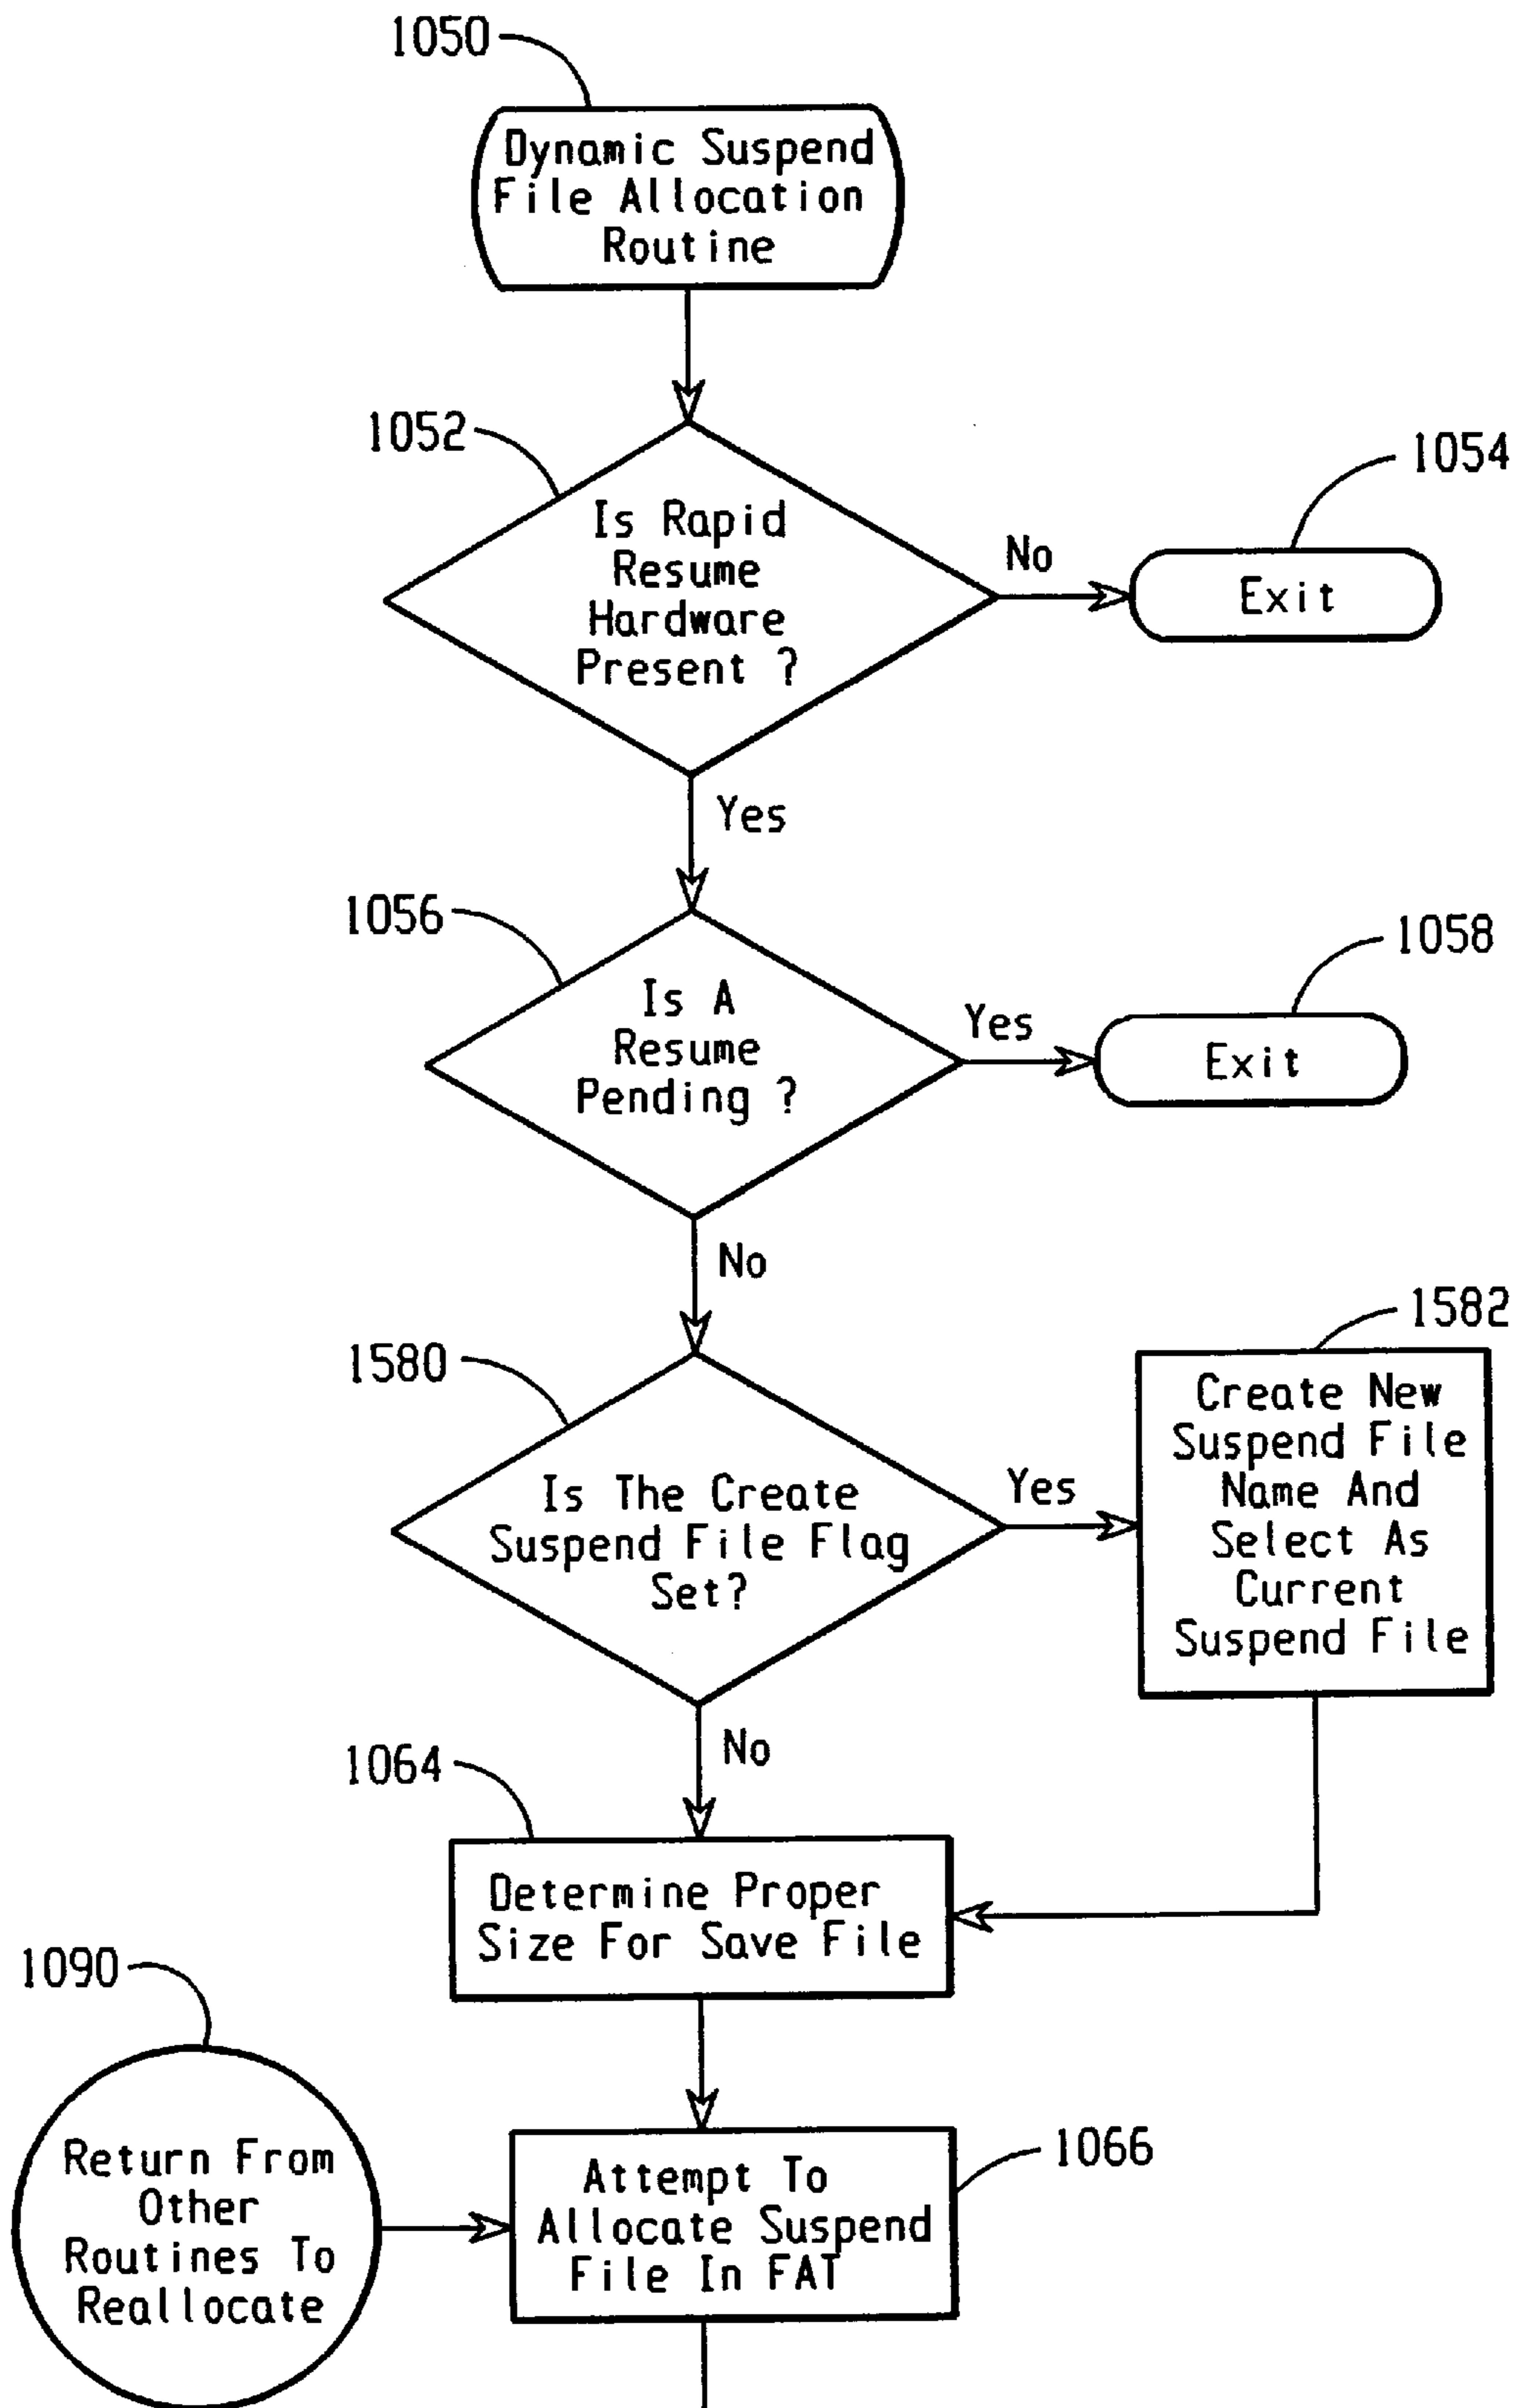 1050
Dynamic Suspend
File Allocation
Routine
1052
Is Rapid
Resume
Hardware
Present ?
No
1054
Exit
Yes
1056
Is A
Resume
Pending ?
Yes
1058
Exit
No
1580
Is The Create
Suspend File Flag
Set?
Yes
1582
Create New
Suspend File
Name And
Select As
Current
Suspend File
No
1064
Determine Proper
Size For Save File
1090
Return From
Other
Routines To
Reallocate
1066
Attempt To
Allocate Suspend
File In FAT